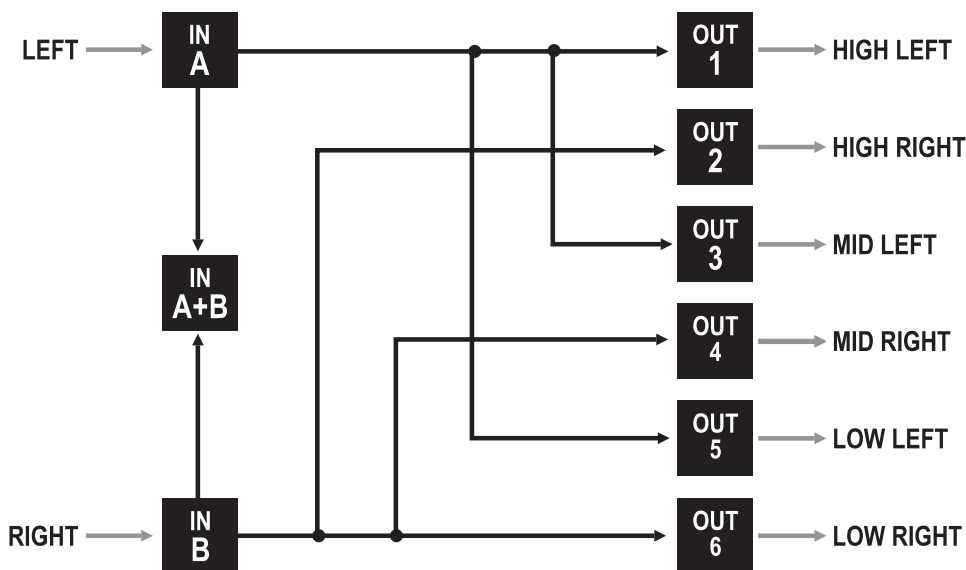 LEFT
IN
A
OUT
1
HIGH LEFT
OUT
2
HIGH RIGHT
OUT
3
MID LEFT
IN
A+B
OUT
4
MID RIGHT
OUT
5
LOW LEFT
RIGHT
IN
B
OUT
6
LOW RIGHT